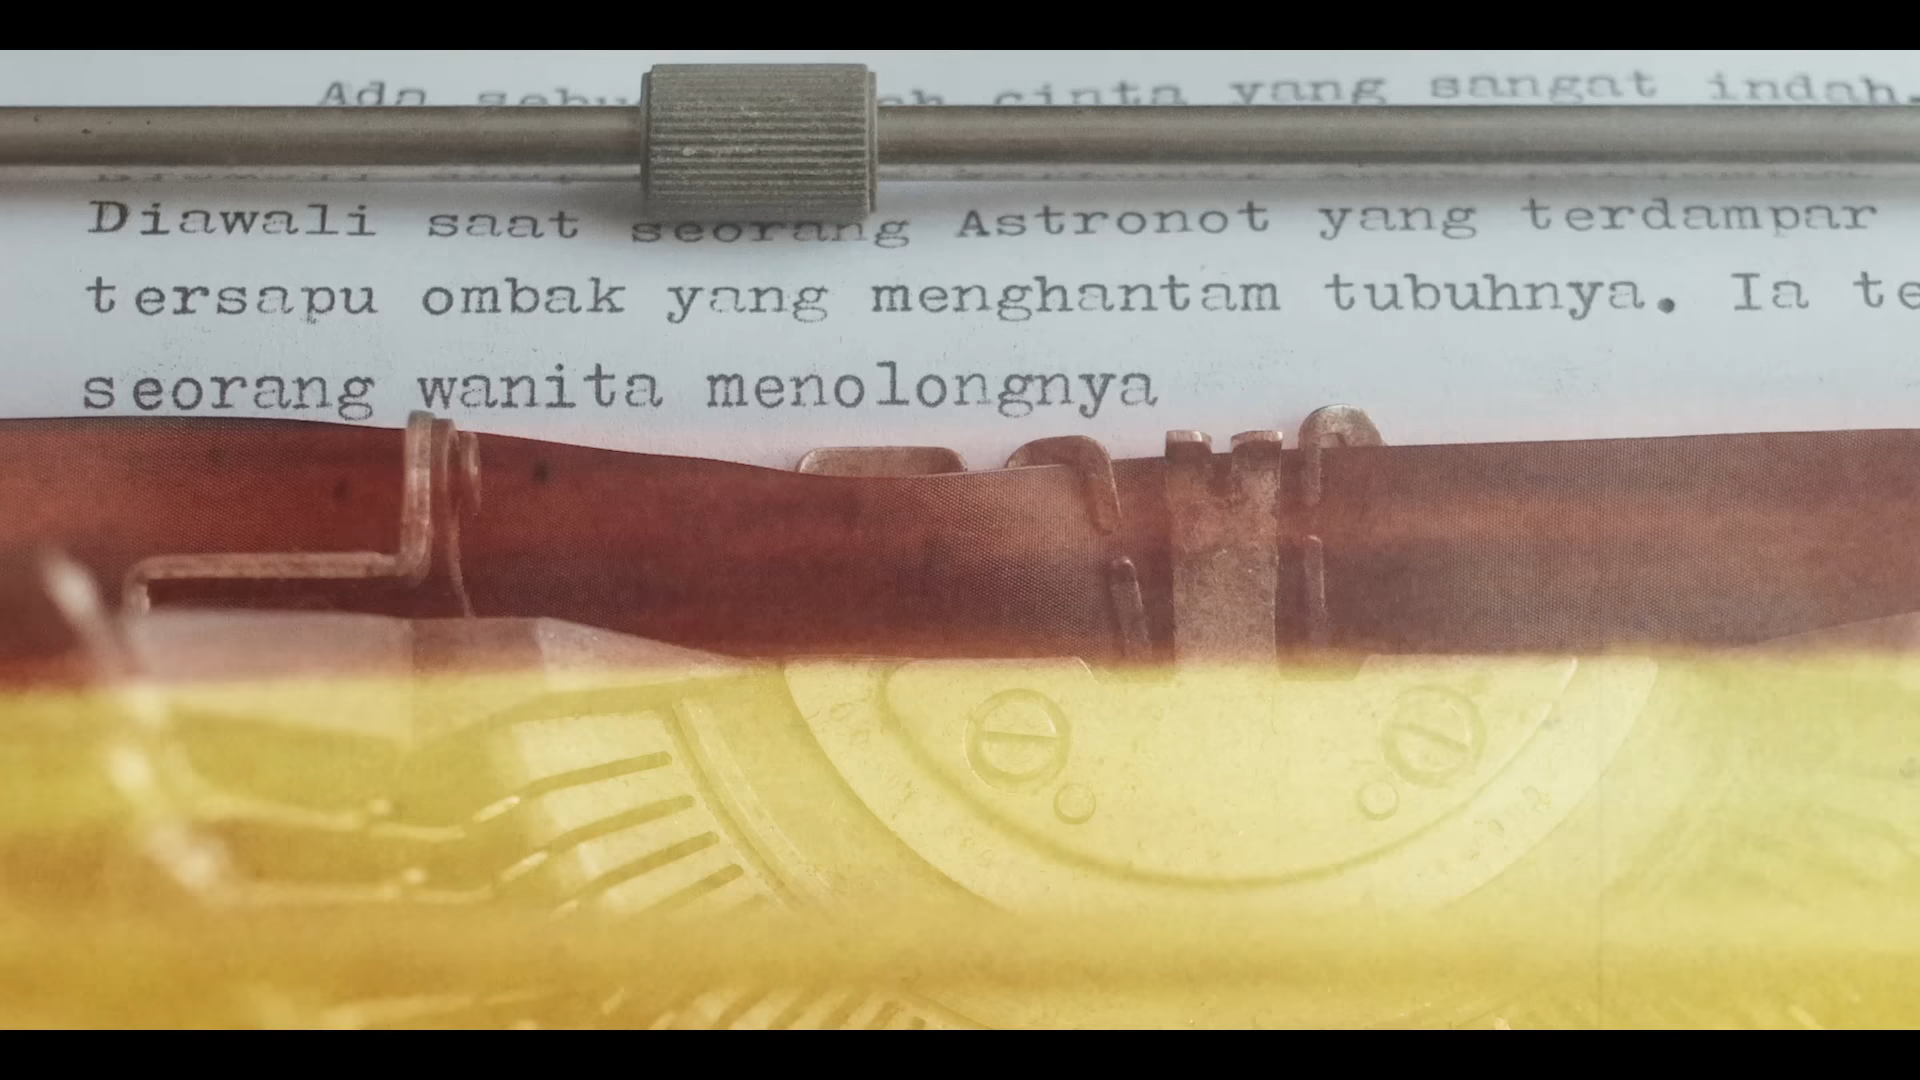 Ada cinta yang sangat indah.
Diawali saat seorang Astronot yang terdampar
tersapu ombak yang menghantam tubuhnya. Ia
seorang wanita menolongnya